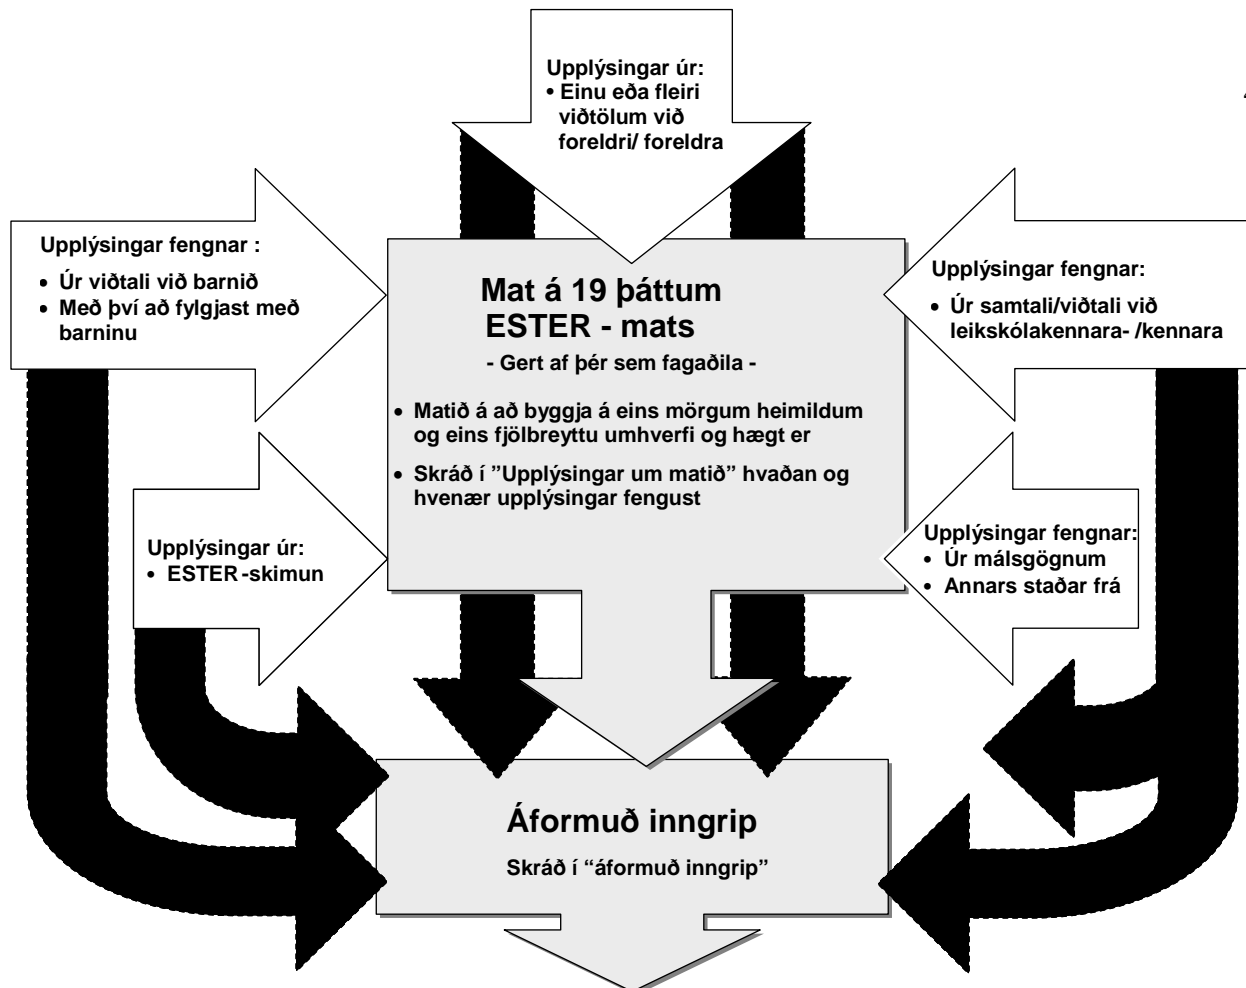 Upplýsingar úr:
• Einu eða fleiri
viðtölum við
foreldri/ foreldra
Upplýsingar fengnar :
• Úr viðtali við barnið
• Með því að fylgjast með
barninu
Upplýsingar fengnar:
• Úr samtali/viðtali við
leikskólakennara- /kennara
Mat á 19 þáttum
ESTER - mats
- Gert af þér sem fagaðila -
• Matið á að byggja á eins mörgum heimildum
og eins fjölbreyttu umhverfi og hægt er
• Skráð í ”Upplýsingar um matið” hvaðan og
hvenær upplýsingar fengust
Upplýsingar úr:
• ESTER -skimun
Upplýsingar fengnar:
• Úr málsgögnum
• Annars staðar frá
Áformuð inngrip
Skráð í “áformuð inngrip”